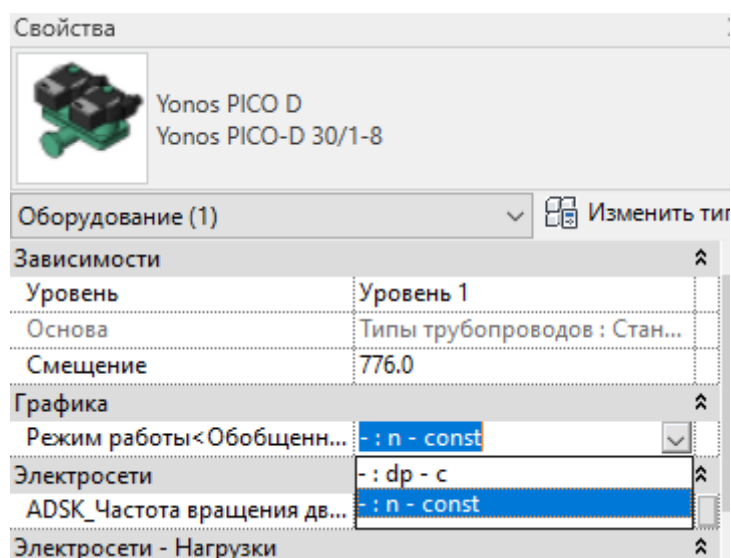 Свойства
Yonos PICO D
Yonos PICO-D 30/1-8
Оборудование (1)
Изменить тип
Зависимости
Уровень Уровень 1
Основа Типы трубопроводов : Стан...
Смещение 776.0
Графика
Режим работы<Обобщенн... - : n - const
Электросети - : dp - c
ADSK_Частота вращения дв... - : n - const
Электросети - Нагрузки